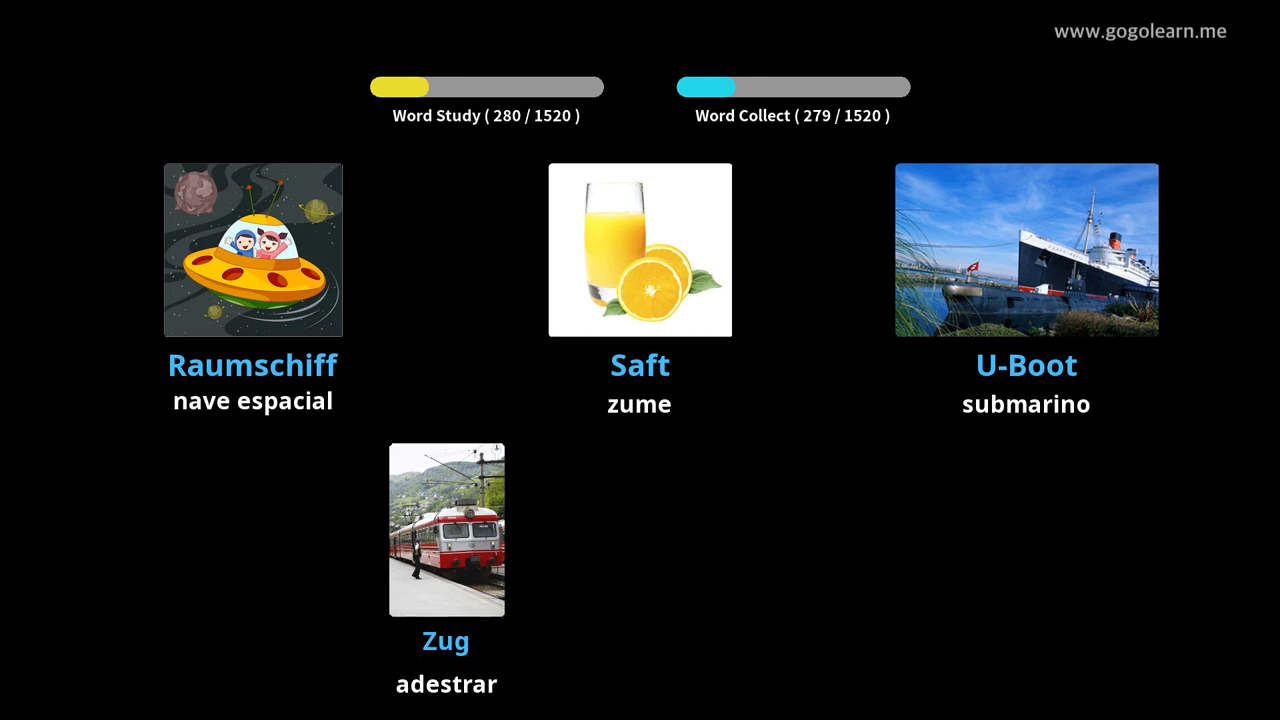 www.gogolearn.me
Word Study ( 280 / 1520 )
Word Collect ( 279 / 1520 )
Raumschiff
nave espacial
Saft
zume
U-Boot
submarino
Zug
adestrar